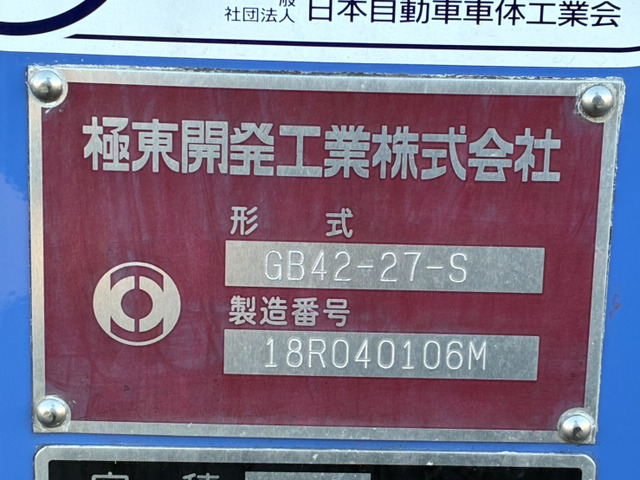 社団法人 日本自動車車体工業会
極東開発工業株式会社
形 式
GB42-27-S
製造番号
18R040106M